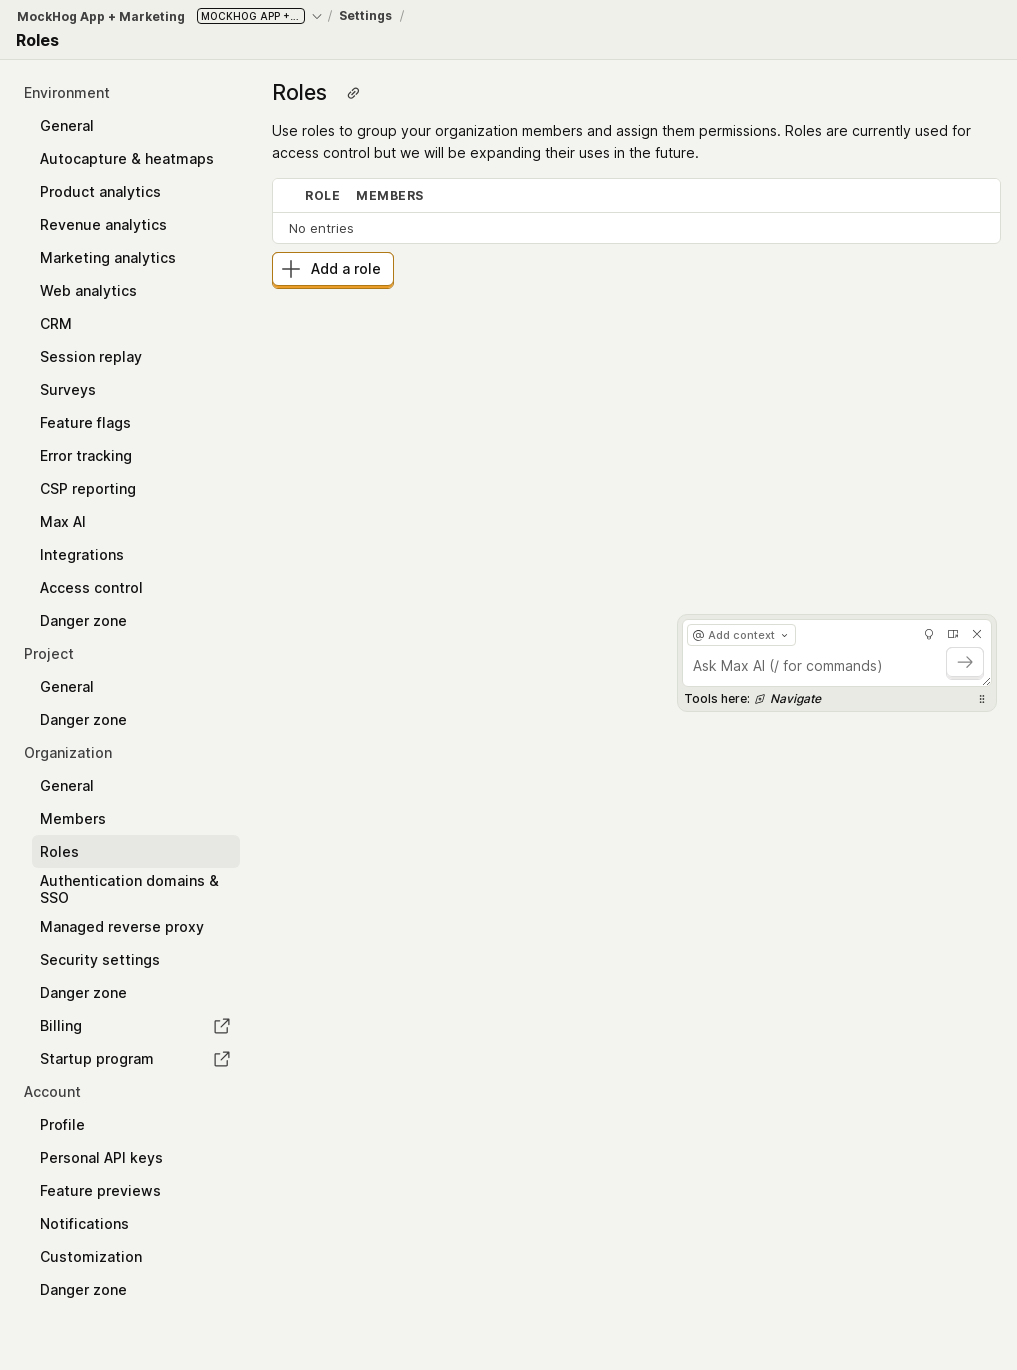 MockHog App + Marketing MOCKHOG APP +... / Settings /
Roles
Environment
General
Autocapture & heatmaps
Product analytics
Revenue analytics
Marketing analytics
Web analytics
CRM
Session replay
Surveys
Feature flags
Error tracking
CSP reporting
Max AI
Integrations
Access control
Danger zone
Project
General
Danger zone
Organization
General
Members
Roles
Authentication domains &
SSO
Managed reverse proxy
Security settings
Danger zone
Billing
Startup program
Account
Profile
Personal API keys
Feature previews
Notifications
Customization
Danger zone
Roles
Use roles to group your organization members and assign them permissions. Roles are currently used for
access control but we will be expanding their uses in the future.
ROLE MEMBERS
No entries
Add a role
@ Add context
Ask Max AI (/ for commands)
Tools here: Navigate